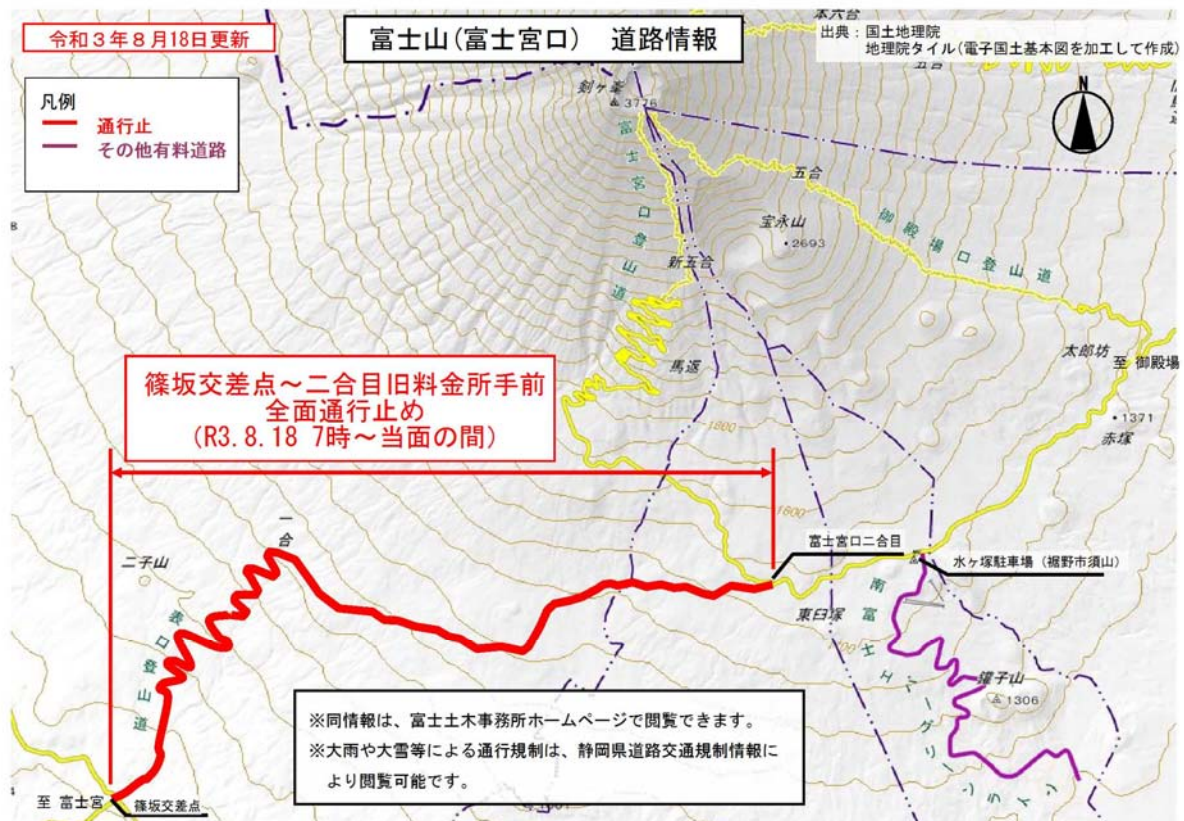 令和３年８月18日更新
富士山(富士宮口)　道路情報
出典：国土地理院
地理院タイル(電子国土基本図を加工して作成)
凡例
通行止
その他有料道路
本六合
五合
N
剣ヶ峯
3776
富士宮口登山道
五合
宝永山
2693
御殿場口登山道
新五合
馬返
太郎坊
至 御殿場
1371
赤塚
篠坂交差点～二合目旧料金所手前
全面通行止め
(R3.8.18 7時～当面の間)
1800
1600
一合
二子山
富士宮口二合目
水ヶ塚駐車場（裾野市須山）
表口登山道
東臼塚
南富士エバーグリーンライン
1306
※同情報は、富士土木事務所ホームページで閲覧できます。
※大雨や大雪等による通行規制は、静岡県道路交通規制情報に
より閲覧可能です。
至 富士宮
篠坂交差点